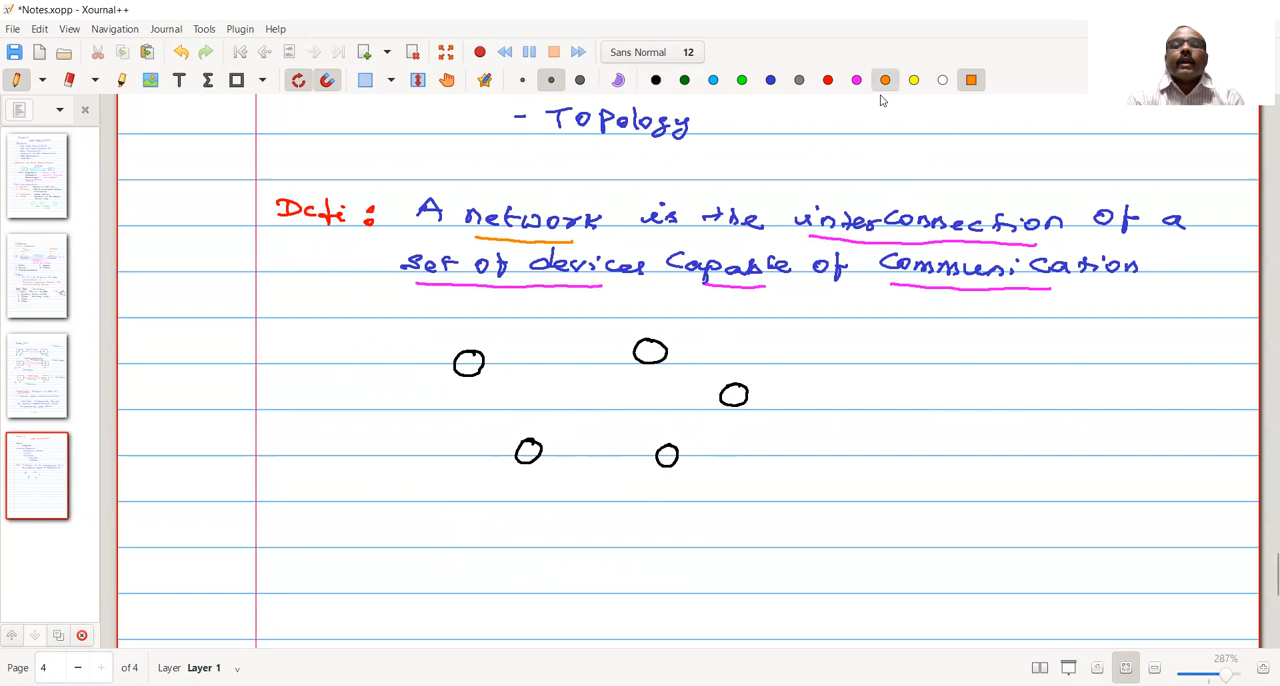 *Notes.xopp - Xournal++
File Edit View Navigation Journal Tools Plugin Help
Sans Normal 12
- Topology
Defi : A network is the interconnection of a
set of devices capable of communication
Page 4 of 4 Layer Layer 1
287%